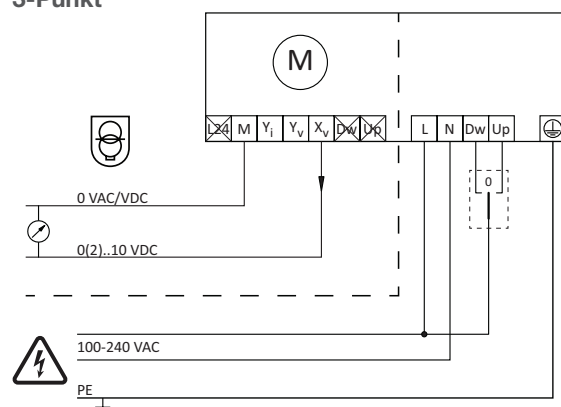 3-Punkt
M
L24 M Yi Yv Xv Dw Up L N Dw Up
0
0 VAC/VDC
0(2)..10 VDC
100-240 VAC
PE